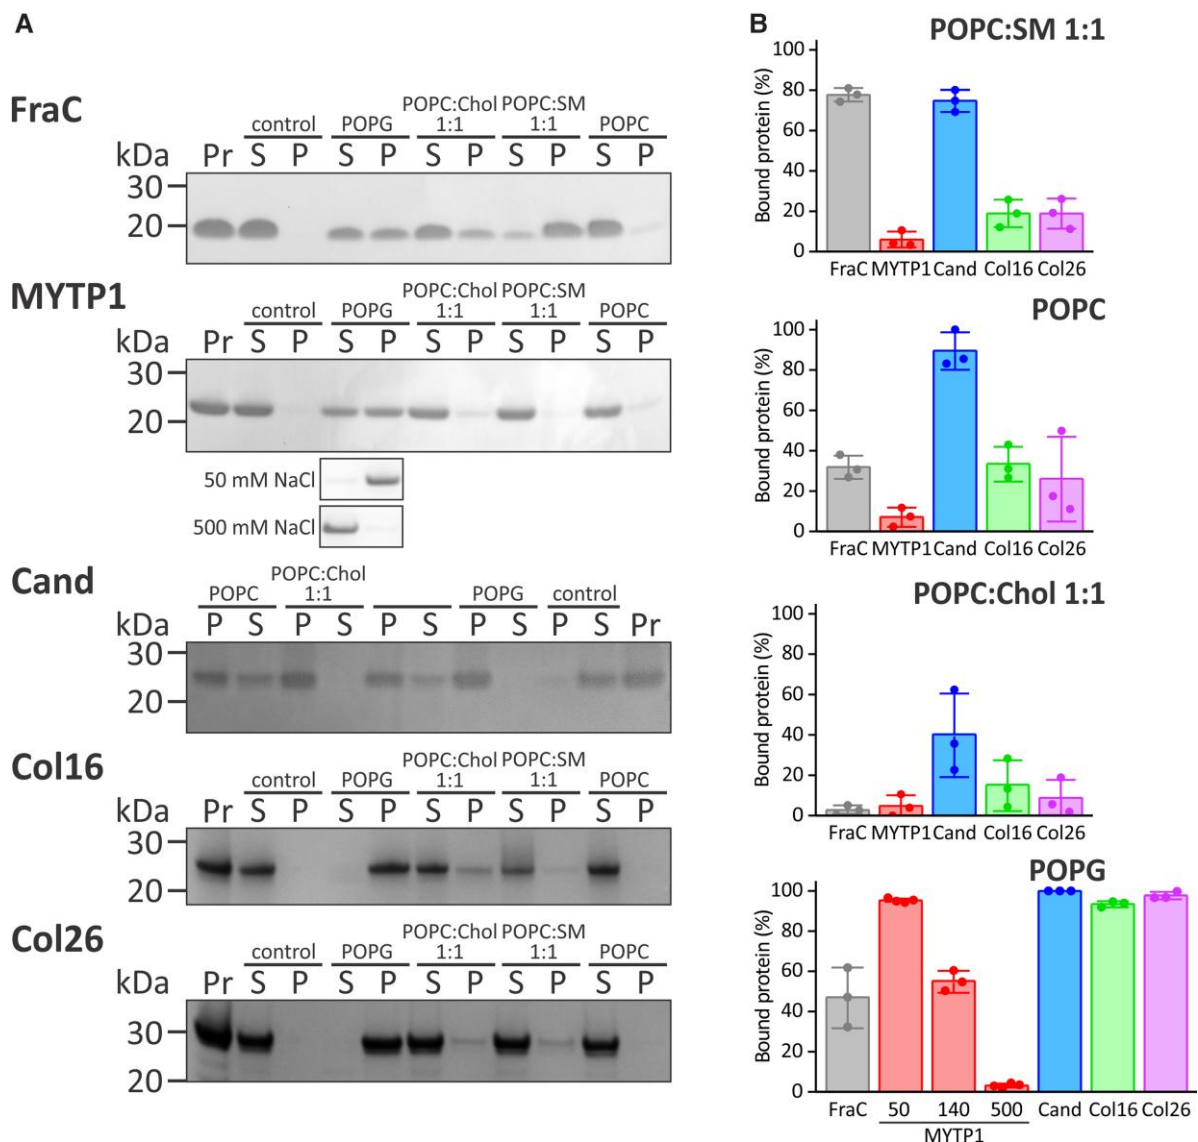 A
FraC
POPC:Chol POPC:SM
control POPG 1:1 1:1 POPC
kDa Pr S P S P S P S P S P
30
20
MYTP1
POPC:Chol POPC:SM
control POPG 1:1 1:1 POPC
kDa Pr S P S P S P S P S P
30
20
50 mM NaCl
500 mM NaCl
Cand
POPC:Chol
POPC 1:1 POPG control
kDa P S P S P S P S P S Pr
30
20
Col16
POPC:Chol POPC:SM
control POPG 1:1 1:1 POPC
kDa Pr S P S P S P S P S P
30
20
Col26
POPC:Chol POPC:SM
control POPG 1:1 1:1 POPC
kDa Pr S P S P S P S P S P
30
20
B
POPC:SM 1:1
Bound protein (%)
100
80
60
40
20
0
FraC MYTP1 Cand Col16 Col26
POPC
Bound protein (%)
100
80
60
40
20
0
FraC MYTP1 Cand Col16 Col26
POPC:Chol 1:1
Bound protein (%)
100
80
60
40
20
0
FraC MYTP1 Cand Col16 Col26
POPG
Bound protein (%)
100
80
60
40
20
0
FraC 50 140 500 Cand Col16 Col26
MYTP1